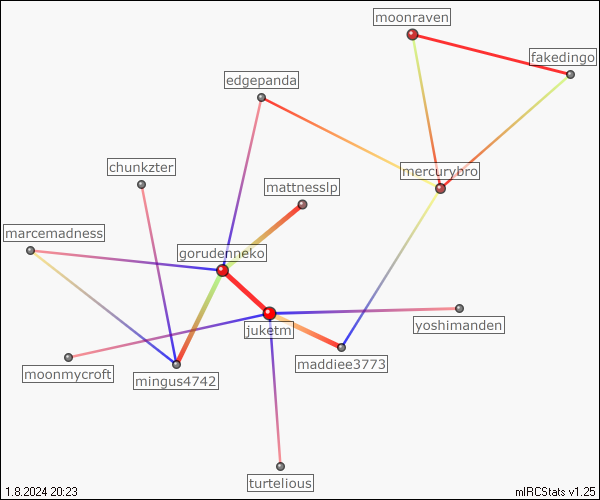 moonraven
fakedingo
edgepanda
chunkzter
mercurybro
mattnesslp
marcemadness
gorudenneko
yoshimanden
juketm
maddiee3773
moonmycroft
mingus4742
turtelious
1.8.2024 20:23
mIRCStats v1.25